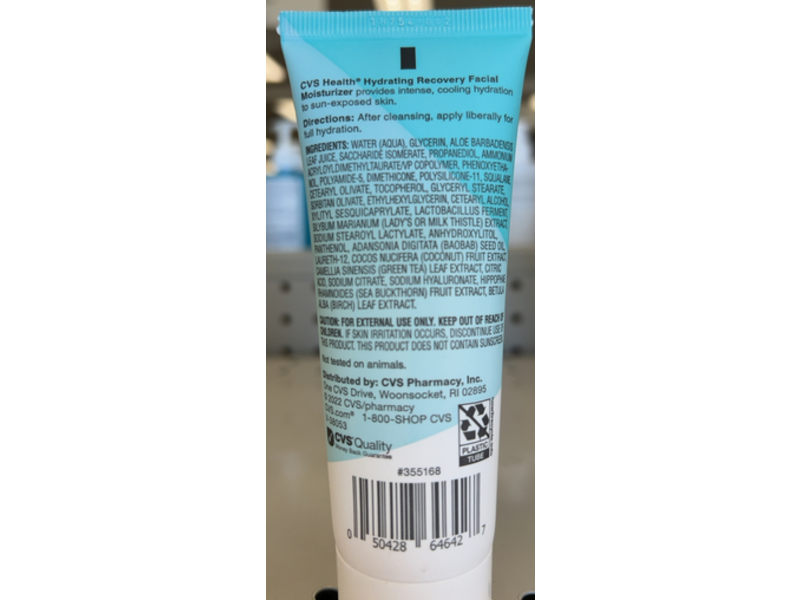 CVS Health® Hydrating Recovery Facial
Moisturizer provides intense, cooling hydration
to sun-exposed skin.
Directions: After cleansing, apply liberally for
full hydration.
INGREDIENTS: WATER (AQUA), GLYCERIN, ALOE BARBADENSIS
LEAF JUICE, SACCHARIDE ISOMERATE, PROPANEDIOL, AMMONIUM
ACRYLOYLDIMETHYLTAURATE/VP COPOLYMER, PHENOXYETHA-
NOL, POLYAMIDE-5, DIMETHICONE, POLYSILICONE-11, SQUALANE,
CETEARYL OLIVATE, TOCOPHEROL, GLYCERYL STEARATE,
SORBITAN OLIVATE, ETHYLHEXYLGLYCERIN, CETEARYL ALCOHOL,
XYLITYL SESQUICAPRYLATE, LACTOBACILLUS FERMENT,
SILYBUM MARIANUM (LADY'S OR MILK THISTLE) EXTRACT,
SODIUM STEAROYL LACTYLATE, ANHYDROXYLITOL,
PANTHENOL, ADANSONIA DIGITATA (BAOBAB) SEED OIL,
LAURETH-12, COCOS NUCIFERA (COCONUT) FRUIT EXTRACT,
CAMELLIA SINENSIS (GREEN TEA) LEAF EXTRACT, CITRIC
ACID, SODIUM CITRATE, SODIUM HYALURONATE, HIPPOPHAE
RHAMNOIDES (SEA BUCKTHORN) FRUIT EXTRACT, BETULA
ALBA (BIRCH) LEAF EXTRACT.
CAUTION: FOR EXTERNAL USE ONLY. KEEP OUT OF REACH OF
CHILDREN. IF SKIN IRRITATION OCCURS, DISCONTINUE USE OF
THIS PRODUCT. THIS PRODUCT DOES NOT CONTAIN SUNSCREEN.
Not tested on animals.
Distributed by: CVS Pharmacy, Inc.
One CVS Drive, Woonsocket, RI 02895
© 2022 CVS/pharmacy
CVS.com® 1-800-SHOP CVS
V-98053
CVS Quality
Money Back Guarantee
PLASTIC
TUBE
#355168
0 50428 64642 7